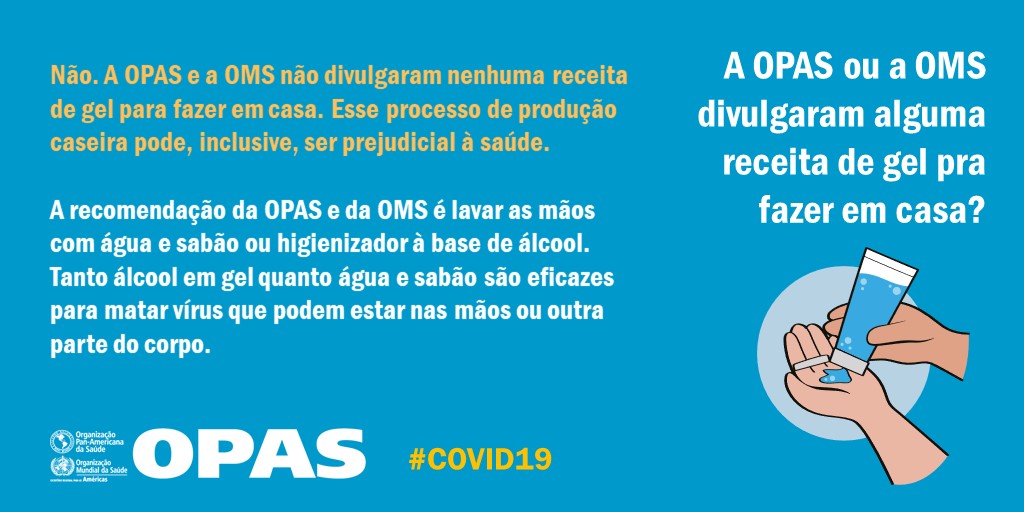 A OPAS ou a OMS
divulgaram alguma
receita de gel pra
fazer em casa?
Não. A OPAS e a OMS não divulgaram nenhuma receita
de gel para fazer em casa. Esse processo de produção
caseira pode, inclusive, ser prejudicial à saúde.
A recomendação da OPAS e da OMS é lavar as mãos
com água e sabão ou higienizador à base de álcool.
Tanto álcool em gel quanto água e sabão são eficazes
para matar vírus que podem estar nas mãos ou outra
parte do corpo.
Organização
Pan-Americana
da Saúde
Organização
Mundial da Saúde
Américas
OPAS
#COVID19